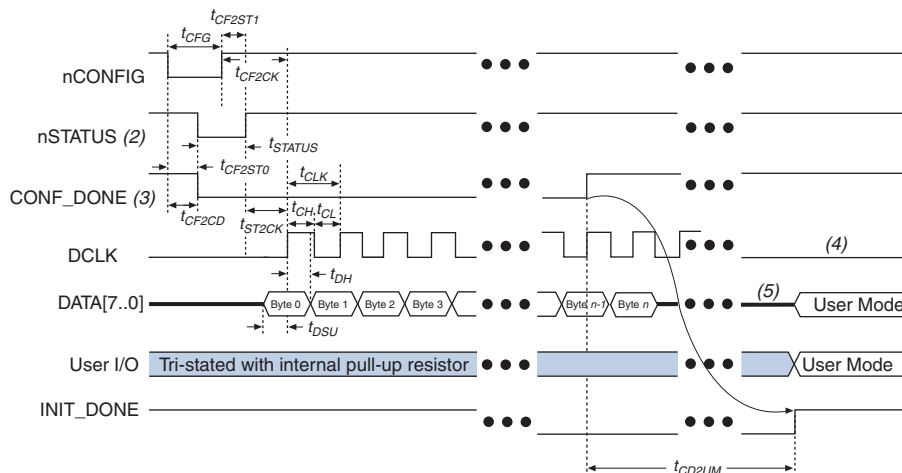 tCF2ST1
tCFG
nCONFIG
tCF2CK
nSTATUS (2)
tSTATUS
tCF2ST0
tCLK
CONF_DONE (3)
tCF2CD
tST2CK
tCH
tCL
DCLK
(4)
tDH
DATA[7..0]
Byte 0
Byte 1
Byte 2
Byte 3
Byte n-1
Byte n
(5)
User Mode
tDSU
User I/O
Tri-stated with internal pull-up resistor
User Mode
INIT_DONE
tCD2UM